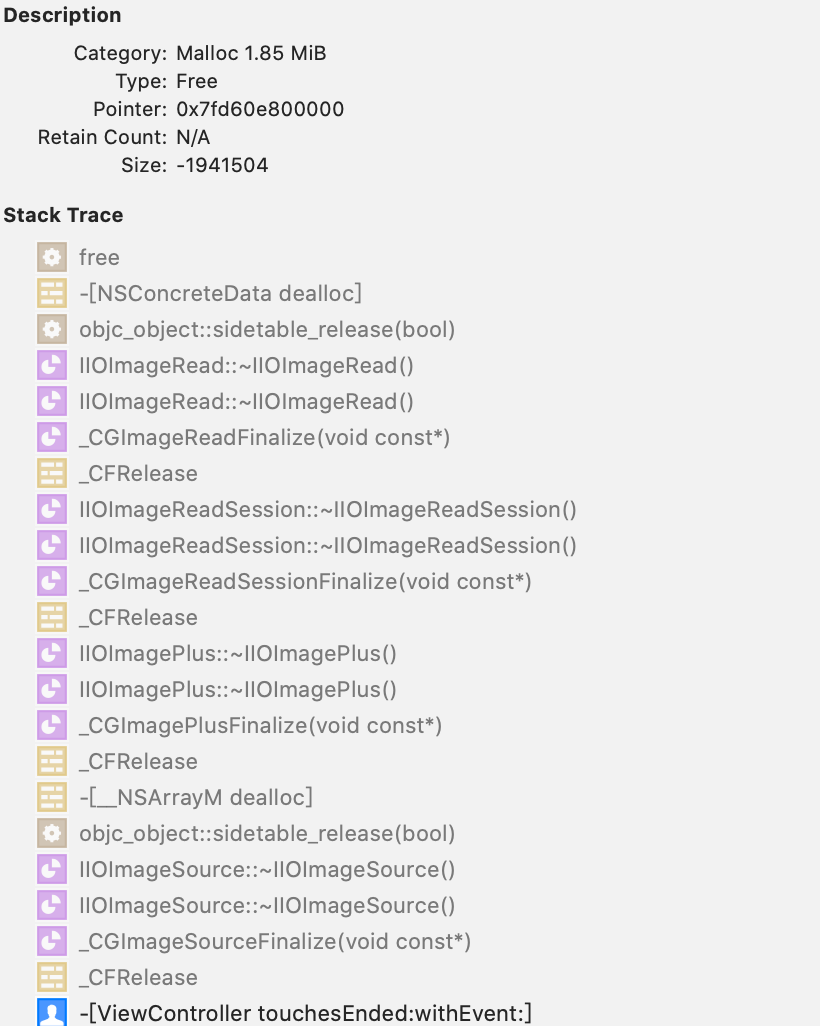 Description
Category: Malloc 1.85 MiB
Type: Free
Pointer: 0x7fd60e800000
Retain Count: N/A
Size: -1941504
Stack Trace
free
-[NSConcreteData dealloc]
objc_object::sidetable_release(bool)
IIOImageRead::~IIOImageRead()
IIOImageRead::~IIOImageRead()
_CGImageReadFinalize(void const*)
_CFRelease
IIOImageReadSession::~IIOImageReadSession()
IIOImageReadSession::~IIOImageReadSession()
_CGImageReadSessionFinalize(void const*)
_CFRelease
IIOImagePlus::~IIOImagePlus()
IIOImagePlus::~IIOImagePlus()
_CGImagePlusFinalize(void const*)
_CFRelease
-[__NSArrayM dealloc]
objc_object::sidetable_release(bool)
IIOImageSource::~IIOImageSource()
IIOImageSource::~IIOImageSource()
_CGImageSourceFinalize(void const*)
_CFRelease
-[ViewController touchesEnded:withEvent:]